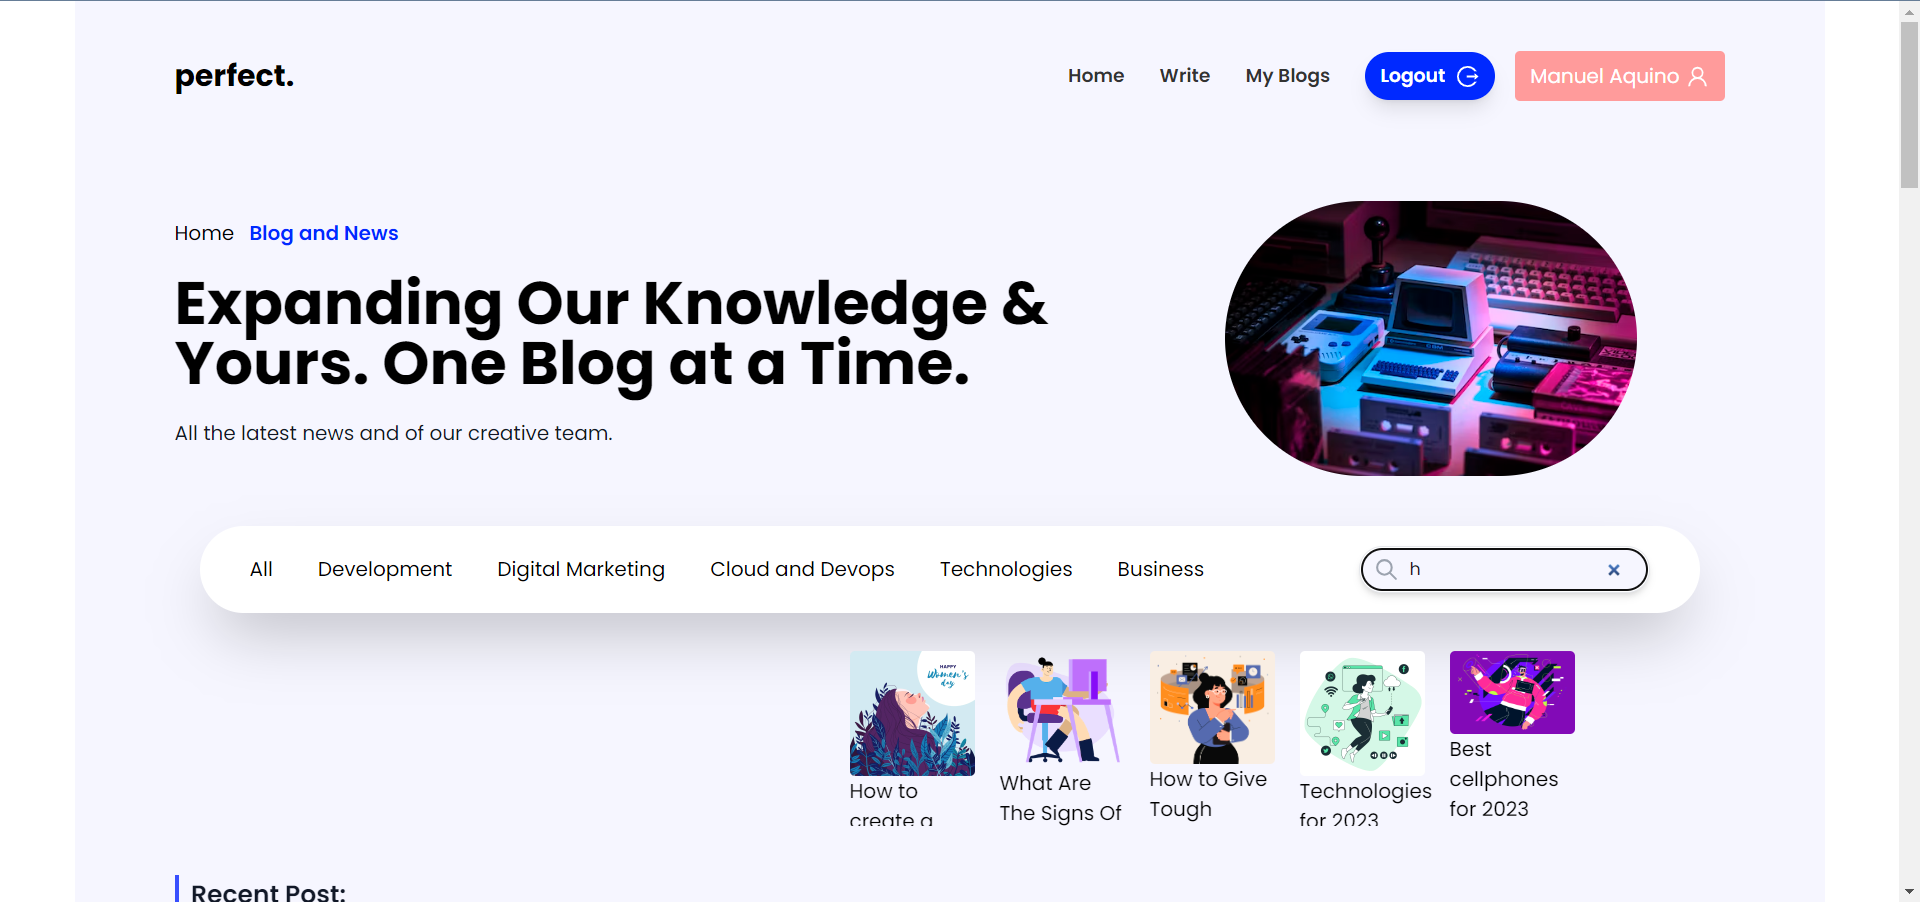 perfect.
Home
Write
My Blogs
Logout
Manuel Aquino
Home
Blog and News
Expanding Our Knowledge &
Yours. One Blog at a Time.
All the latest news and of our creative team.
All
Development
Digital Marketing
Cloud and Devops
Technologies
Business
h
HAPPY
Women's
day
How to
create a
What Are
The Signs Of
How to Give
Tough
Technologies
for 2023
Best
cellphones
for 2023
Recent Post: